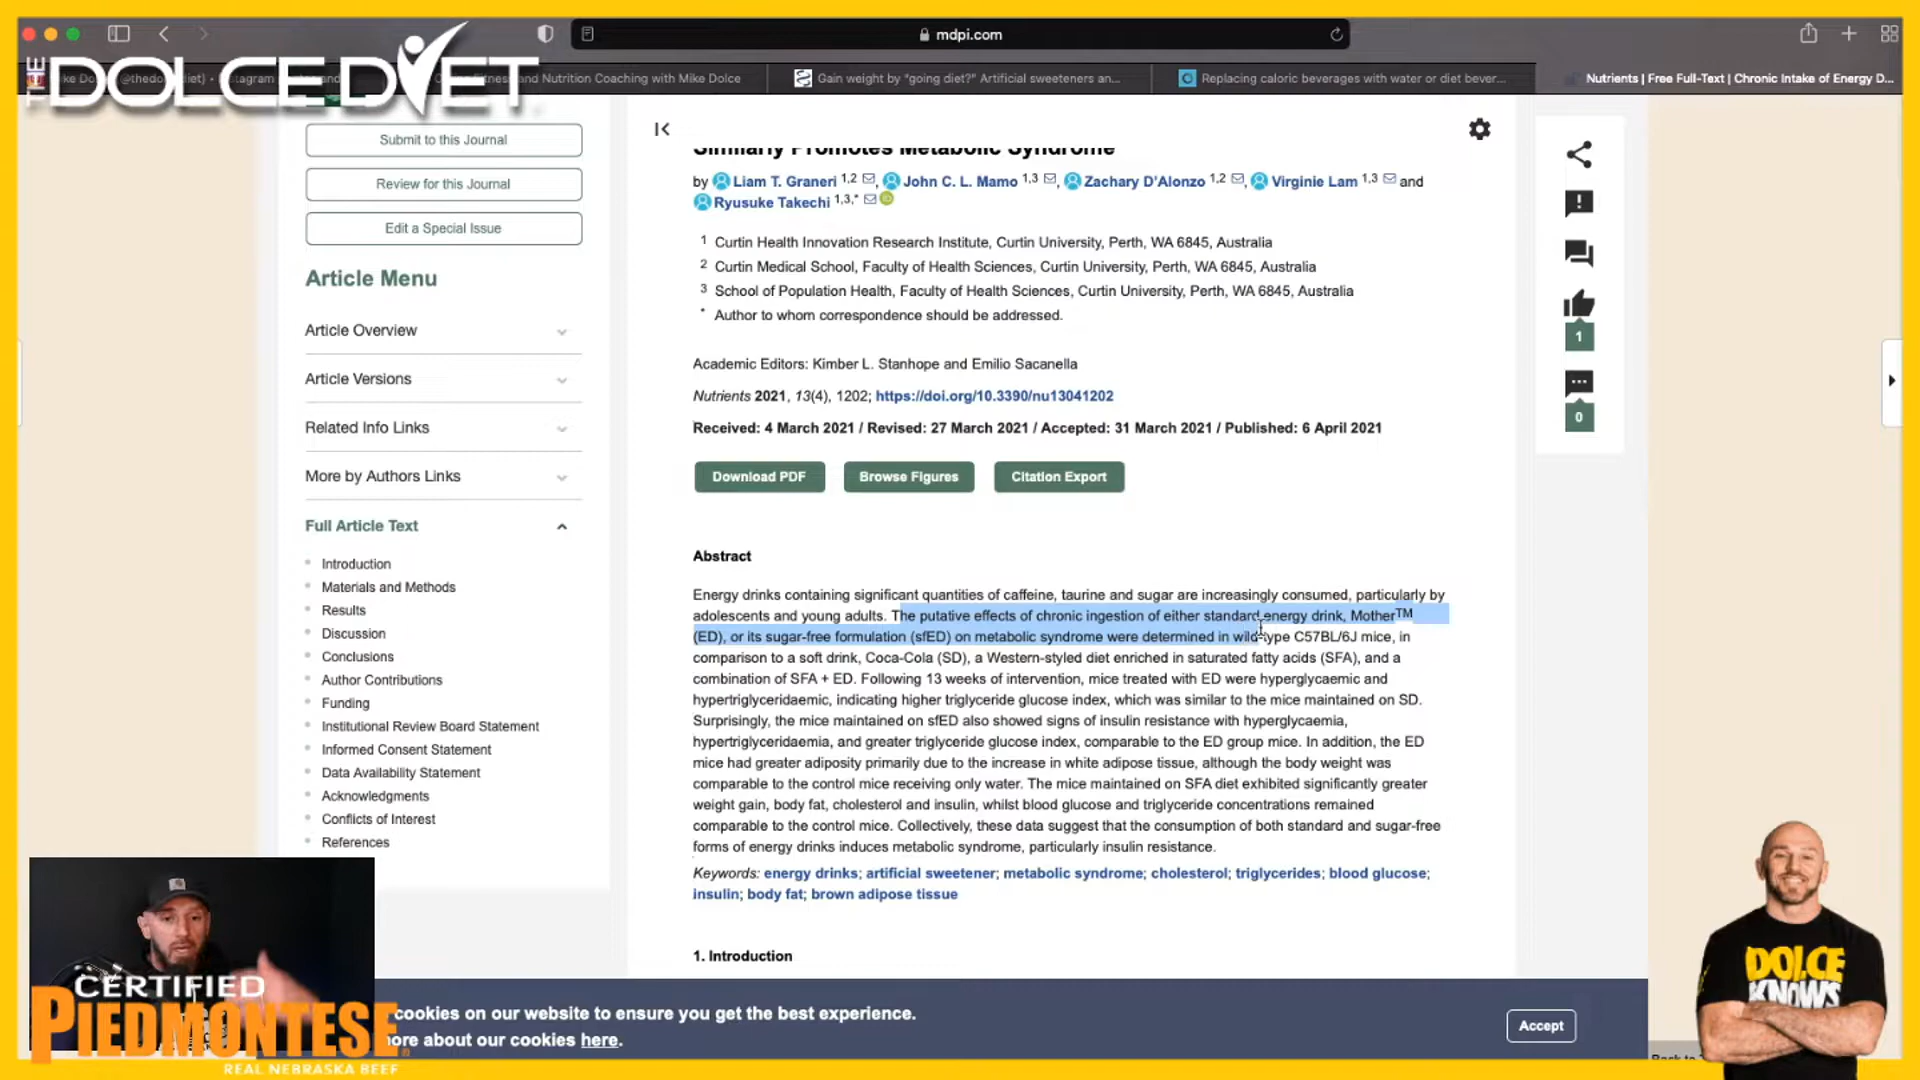 mdpi.com
THE DOLCE DIET
Fitness and Nutrition Coaching with Mike Dolce
Gain weight by "going diet?" Artificial sweeteners an...
Replacing caloric beverages with water or diet bever...
Nutrients | Free Full-Text | Chronic Intake of Energy D...
Submit to this Journal
Review for this Journal
Edit a Special Issue
Article Menu
Article Overview
Article Versions
Related Info Links
More by Authors Links
Full Article Text
Introduction
Materials and Methods
Results
Discussion
Conclusions
Author Contributions
Funding
Institutional Review Board Statement
Informed Consent Statement
Data Availability Statement
Acknowledgments
Conflicts of Interest
References
Similarly Promotes Metabolic Syndrome
by Liam T. Graneri 1,2, John C. L. Mamo 1,3, Zachary D'Alonzo 1,2, Virginie Lam 1,3 and
Ryusuke Takechi 1,3,*
1 Curtin Health Innovation Research Institute, Curtin University, Perth, WA 6845, Australia
2 Curtin Medical School, Faculty of Health Sciences, Curtin University, Perth, WA 6845, Australia
3 School of Population Health, Faculty of Health Sciences, Curtin University, Perth, WA 6845, Australia
* Author to whom correspondence should be addressed.
Academic Editors: Kimber L. Stanhope and Emilio Sacanella
Nutrients 2021, 13(4), 1202; https://doi.org/10.3390/nu13041202
Received: 4 March 2021 / Revised: 27 March 2021 / Accepted: 31 March 2021 / Published: 6 April 2021
Download PDF
Browse Figures
Citation Export
Abstract
Energy drinks containing significant quantities of caffeine, taurine and sugar are increasingly consumed, particularly by
adolescents and young adults. The putative effects of chronic ingestion of either standard energy drink, Mother™
(ED), or its sugar-free formulation (sfED) on metabolic syndrome were determined in wild-type C57BL/6J mice, in
comparison to a soft drink, Coca-Cola (SD), a Western-styled diet enriched in saturated fatty acids (SFA), and a
combination of SFA + ED. Following 13 weeks of intervention, mice treated with ED were hyperglycaemic and
hypertriglyceridaemic, indicating higher triglyceride glucose index, which was similar to the mice maintained on SD.
Surprisingly, the mice maintained on sfED also showed signs of insulin resistance with hyperglycaemia,
hypertriglyceridaemia, and greater triglyceride glucose index, comparable to the ED group mice. In addition, the ED
mice had greater adiposity primarily due to the increase in white adipose tissue, although the body weight was
comparable to the control mice receiving only water. The mice maintained on SFA diet exhibited significantly greater
weight gain, body fat, cholesterol and insulin, whilst blood glucose and triglyceride concentrations remained
comparable to the control mice. Collectively, these data suggest that the consumption of both standard and sugar-free
forms of energy drinks induces metabolic syndrome, particularly insulin resistance.
Keywords: energy drinks; artificial sweetener; metabolic syndrome; cholesterol; triglycerides; blood glucose;
insulin; body fat; brown adipose tissue
1. Introduction
1
0
cookies on our website to ensure you get the best experience.
more about our cookies here.
Accept
Back to
CERTIFIED
PIEDMONTESE
REAL NEBRASKA BEEF
DOLCE
KNOWS